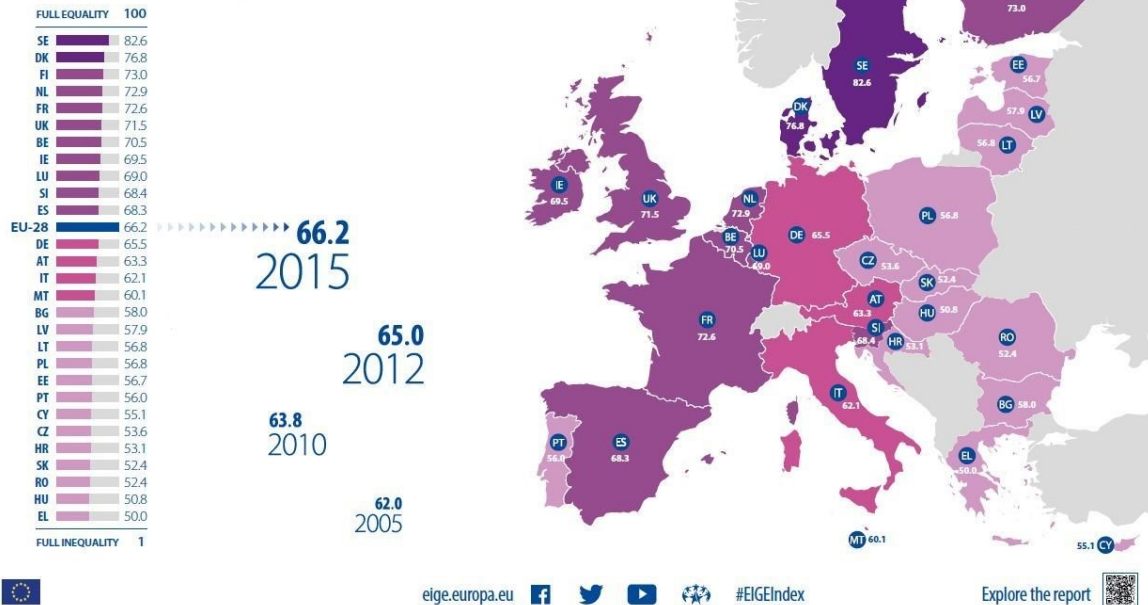 FULL EQUALITY 100
SE 82.6
DK 76.8
FI 73.0
NL 72.9
FR 72.6
UK 71.5
BE 70.5
IE 69.5
LU 69.0
SI 68.4
ES 68.3
EU-28 66.2
DE 65.5
AT 63.3
IT 62.1
MT 60.1
BG 58.0
LV 57.9
LT 56.8
PL 56.8
EE 56.7
PT 56.0
CY 55.1
CZ 53.6
HR 53.1
SK 52.4
RO 52.4
HU 50.8
EL 50.0
FULL INEQUALITY 1
66.2
2015
65.0
2012
63.8
2010
62.0
2005
73.0
SE
82.6
EE
56.7
DK
76.8
57.9 LV
56.8 LT
IE
69.5
UK
71.5
NL
72.9
BE
70.5
LU
69.0
DE 65.5
PL 56.8
CZ 53.6
SK 52.4
AT
63.3
HU 50.8
SI
68.4
HR 53.1
FR
72.6
RO
52.4
IT
62.1
BG 58.0
PT
56.0
ES
68.3
EL
50.0
MT 60.1
55.1 CY
eige.europa.eu
#EIGEIndex
Explore the report